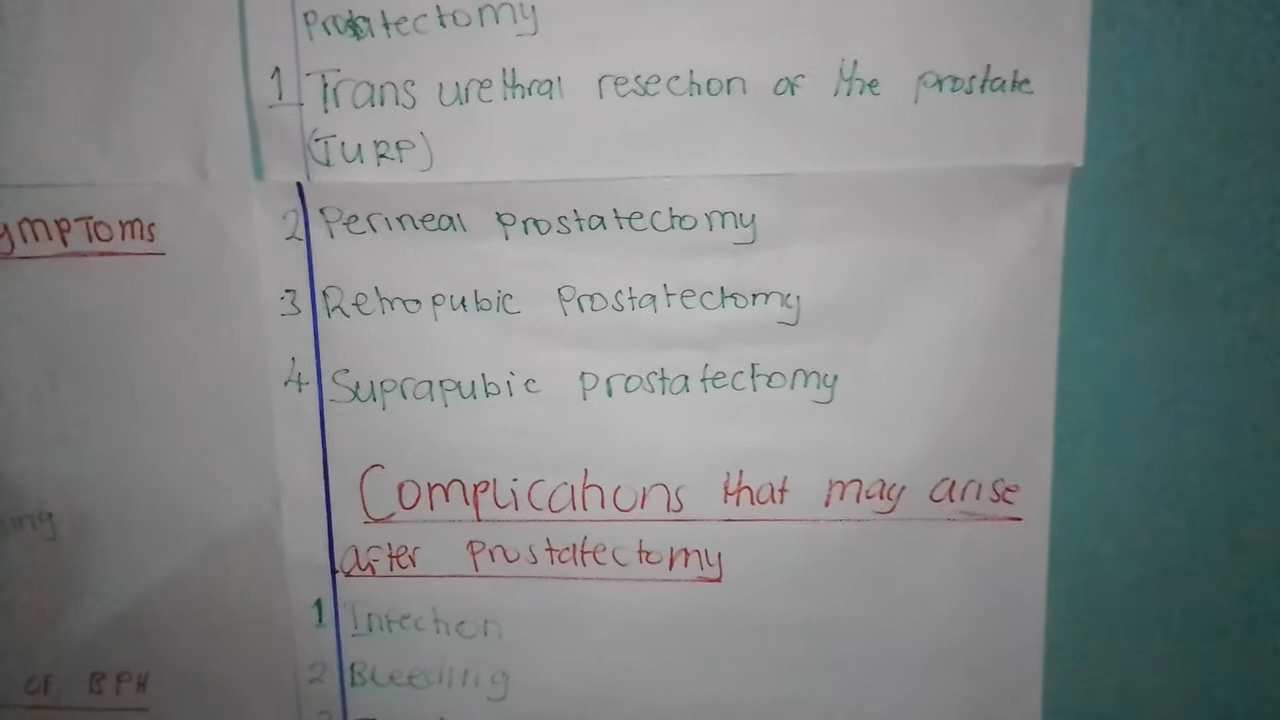 Prostatectomy
1 Trans urethral resection of the prostate
(TURP)
2 Perineal prostatectomy
3 Retropubic Prostatectomy
4 Suprapubic prostatectomy
Complications that may arise
after prostatectomy
1 Infection
2 Bleeding
ymptoms
OF BPH